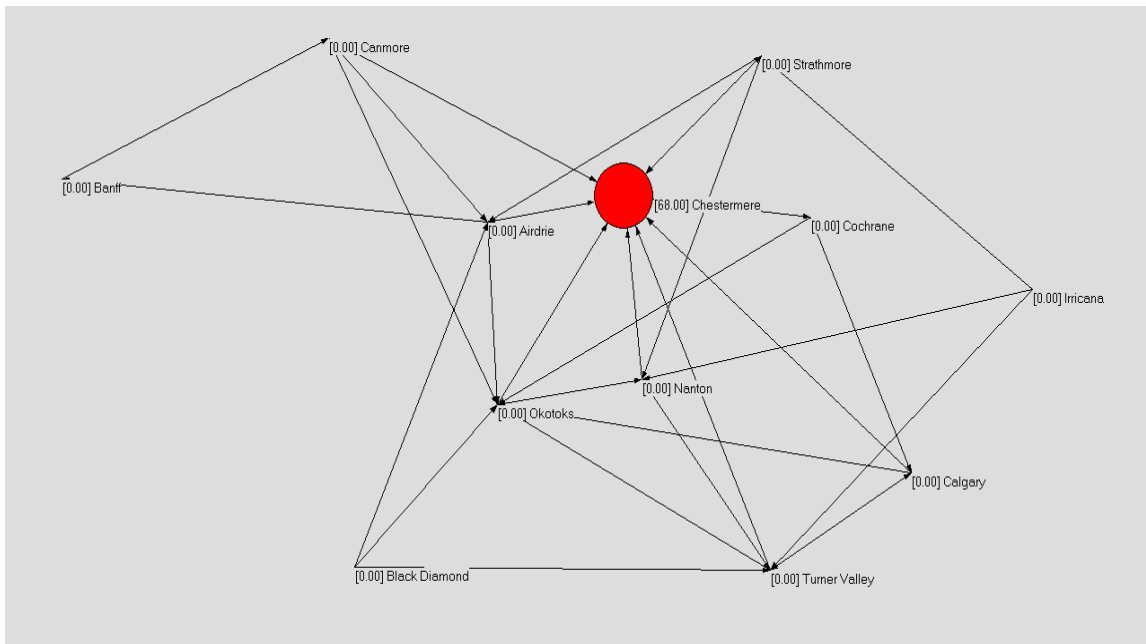 [0.00] Canmore
[0.00] Strathmore
[0.00] Banff
[68.00] Chestermere
[0.00] Airdrie
[0.00] Cochrane
[0.00] Irricana
[0.00] Nanton
[0.00] Okotoks
[0.00] Calgary
[0.00] Black Diamond
[0.00] Turner Valley